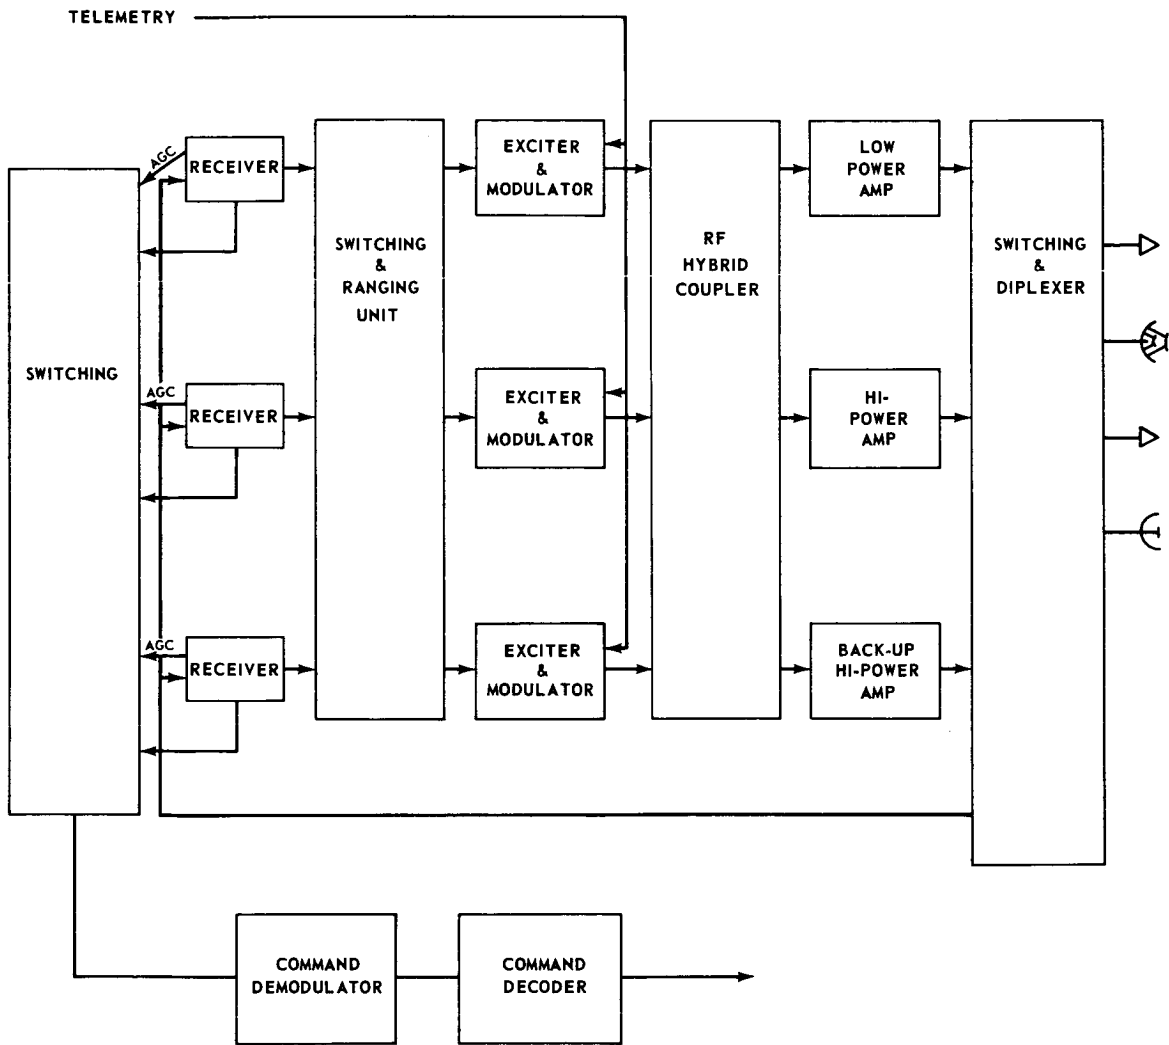 TELEMETRY
AGC
RECEIVER
EXCITER
&
MODULATOR
LOW
POWER
AMP
SWITCHING
&
RANGING
UNIT
RF
HYBRID
COUPLER
SWITCHING
&
DIPLEXER
SWITCHING
AGC
RECEIVER
EXCITER
&
MODULATOR
HI-
POWER
AMP
AGC
RECEIVER
EXCITER
&
MODULATOR
BACK-UP
HI-POWER
AMP
COMMAND
DEMODULATOR
COMMAND
DECODER